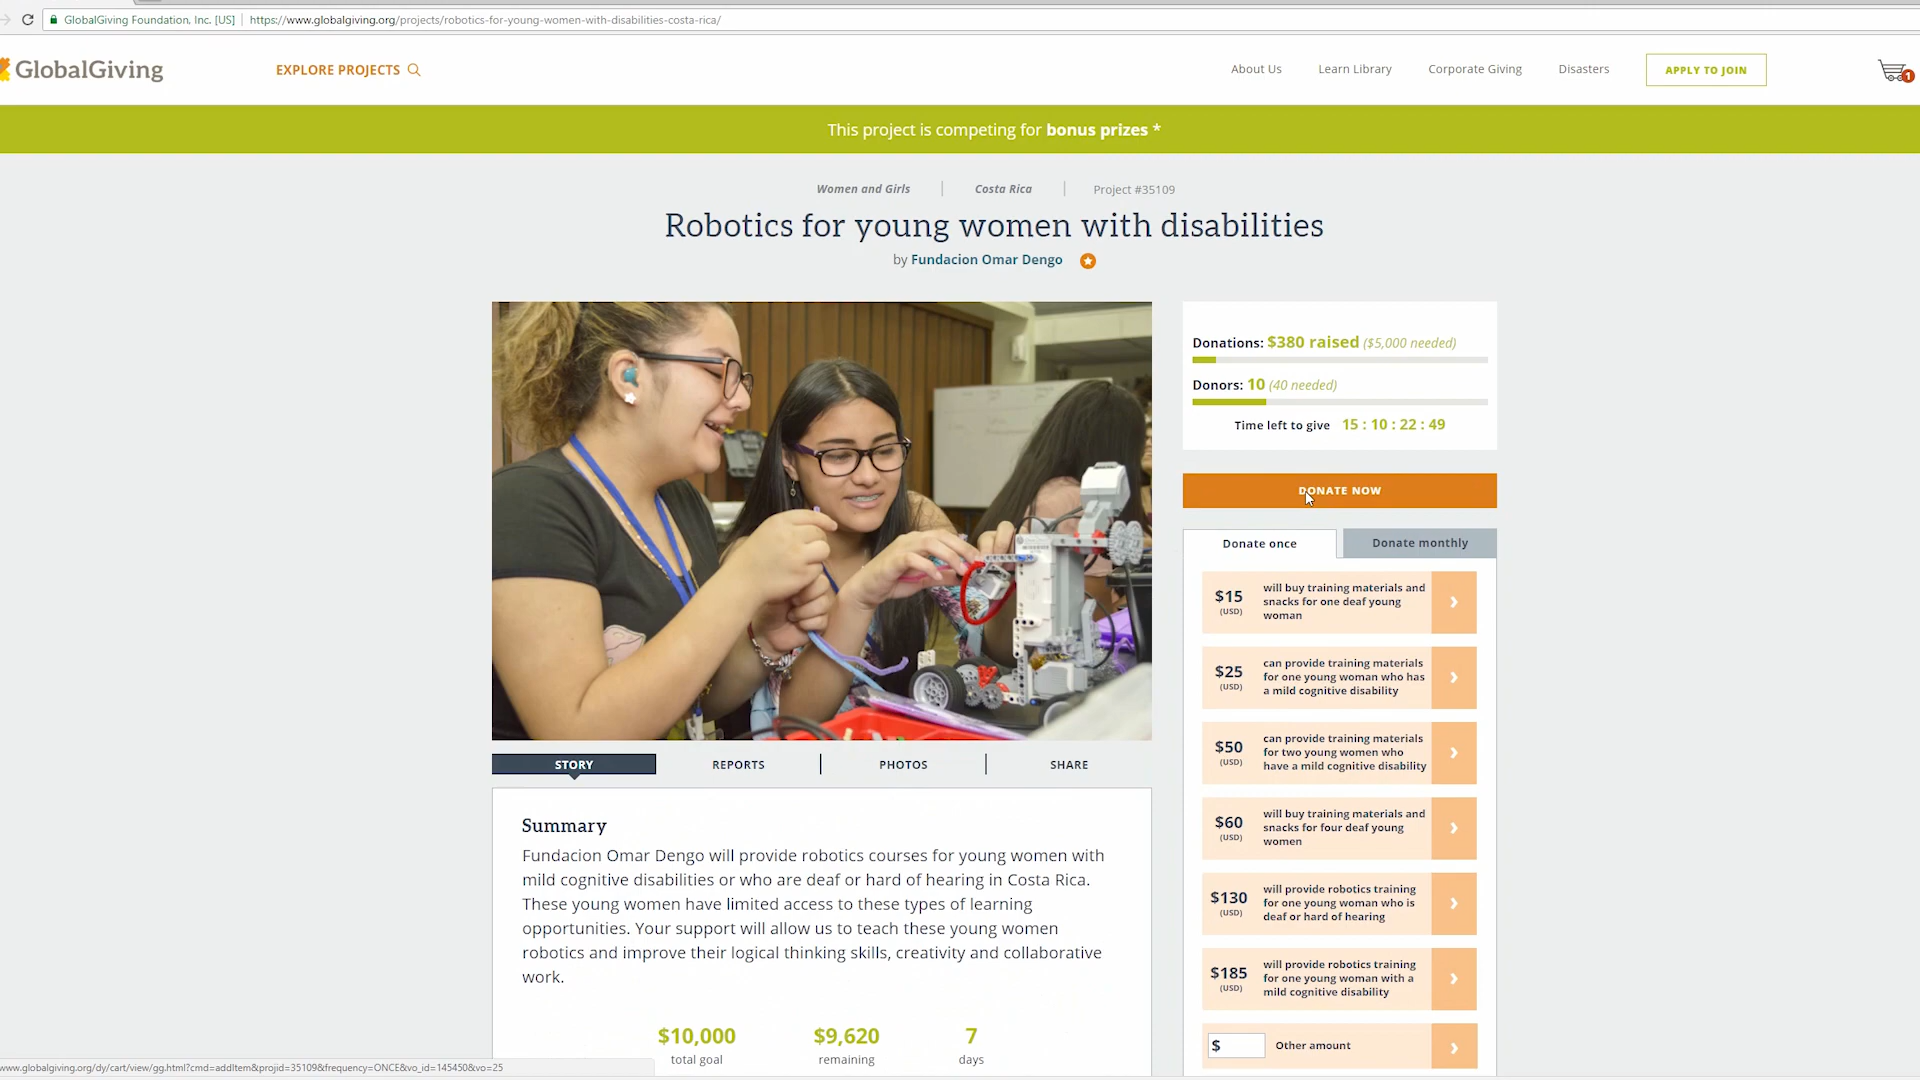 GlobalGiving Foundation, Inc. [US] | https://www.globalgiving.org/projects/robotics-for-young-women-with-disabilities-costa-rica/
GlobalGiving
EXPLORE PROJECTS
About Us
Learn Library
Corporate Giving
Disasters
APPLY TO JOIN
1
This project is competing for bonus prizes *
Women and Girls | Costa Rica | Project #35109
Robotics for young women with disabilities
by Fundacion Omar Dengo
Donations: $380 raised ($5,000 needed)
Donors: 10 (40 needed)
Time left to give 15 : 10 : 22 : 49
DONATE NOW
Donate once
Donate monthly
$15
(USD)
will buy training materials and
snacks for one deaf young
woman
$25
(USD)
can provide training materials
for one young woman who has
a mild cognitive disability
$50
(USD)
can provide training materials
for two young women who
have a mild cognitive disability
$60
(USD)
will buy training materials and
snacks for four deaf young
women
$130
(USD)
will provide robotics training
for one young woman who is
deaf or hard of hearing
$185
(USD)
will provide robotics training
for one young woman with a
mild cognitive disability
$
Other amount
STORY
REPORTS
PHOTOS
SHARE
Summary
Fundacion Omar Dengo will provide robotics courses for young women with
mild cognitive disabilities or who are deaf or hard of hearing in Costa Rica.
These young women have limited access to these types of learning
opportunities. Your support will allow us to teach these young women
robotics and improve their logical thinking skills, creativity and collaborative
work.
$10,000
total goal
$9,620
remaining
7
days
www.globalgiving.org/dy/cart/view/gg.html?cmd=addItem&projid=35109&frequency=ONCE&vo_id=145450&vo=25